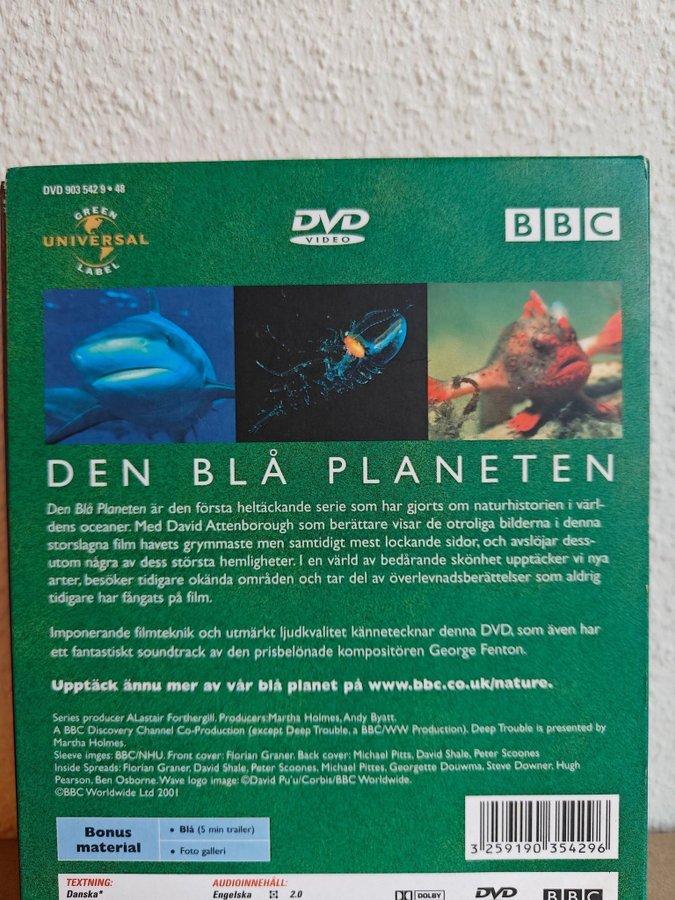 DVD 903 542 9 • 48
GREEN
UNIVERSAL
LABEL
DVD
VIDEO
BBC
DEN BLÅ PLANETEN
Den Blå Planeten är den första heltäckande serie som har gjorts om naturhistorien i värl-
dens oceaner. Med David Attenborough som berättare visar de otroliga bilderna i denna
storslagna film havets grymmaste men samtidigt mest lockande sidor, och avslöjar dess-
utom några av dess största hemligheter. I en värld av bedårande skönhet upptäcker vi nya
arter, besöker tidigare okända områden och tar del av överlevnadsberättelser som aldrig
tidigare har fångats på film.
Imponerande filmteknik och utmärkt ljudkvalitet kännetecknar denna DVD, som även har
ett fantastiskt soundtrack av den prisbelönade kompositören George Fenton.
Upptäck ännu mer av vår blå planet på www.bbc.co.uk/nature.
Series producer ALastair Forthergill. Producers:Martha Holmes, Andy Byatt.
A BBC Discovery Channel Co-Production (except Deep Trouble, a BBC/WW Production). Deep Trouble is presented by
Martha Holmes.
Sleeve imges: BBC/NHU. Front cover: Florian Graner. Back cover: Michael Pitts, David Shale, Peter Scoones
Inside Spreads: Florian Graner, David Shale, Peter Scoones, Michael Pittes, Georgette Douwma, Steve Downer, Hugh
Pearson, Ben Osborne. Wave logo image: ©David Pu'u/Corbis/BBC Worldwide.
©BBC Worldwide Ltd 2001
Bonus
material
• Blå (5 min trailer)
• Foto galleri
3 259190 354296
TEXTNING:
Danska*
AUDIOINNEHÅLL:
Engelska 2.0
DOLBY
DVD
BBC